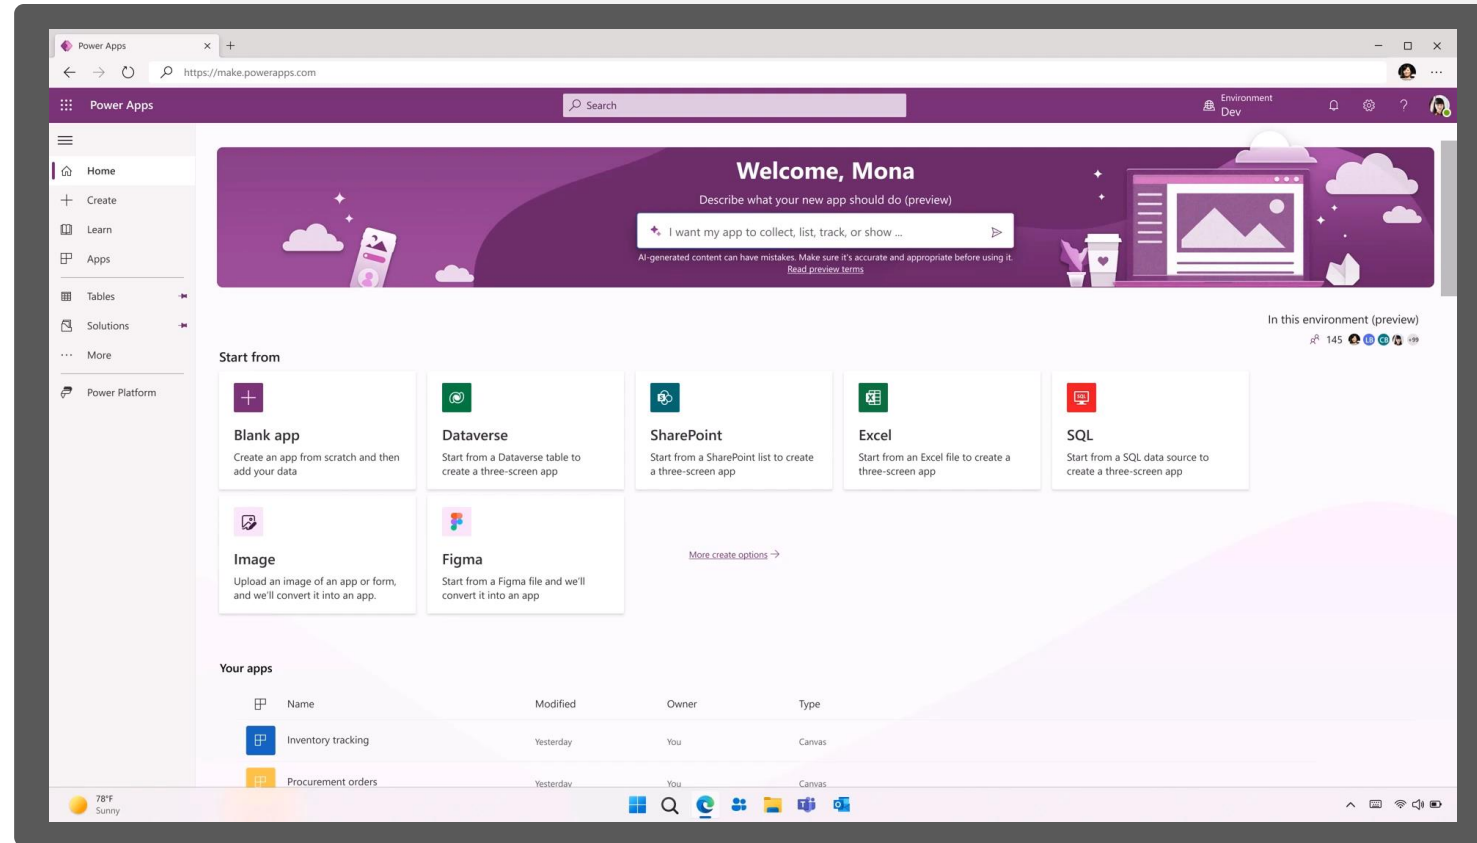 Power Apps
https://make.powerapps.com
Power Apps
Search
Environment
Dev
Home
Create
Learn
Apps
Tables
Solutions
More
Power Platform
Welcome, Mona
Describe what your new app should do (preview)
I want my app to collect, list, track, or show ...
AI-generated content can have mistakes. Make sure it's accurate and appropriate before using it.
Read preview terms
In this environment (preview)
145 LB CB +99
Start from
Blank app
Create an app from scratch and then
add your data
Dataverse
Start from a Dataverse table to
create a three-screen app
SharePoint
Start from a SharePoint list to create
a three-screen app
Excel
Start from an Excel file to create a
three-screen app
SQL
SQL
Start from a SQL data source to
create a three-screen app
Image
Upload an image of an app or form,
and we'll convert it into an app.
Figma
Start from a Figma file and we'll
convert it into an app
More create options →
Your apps
Name Modified Owner Type
Inventory tracking Yesterday You Canvas
Procurement orders Yesterday You Canvas
78°F
Sunny